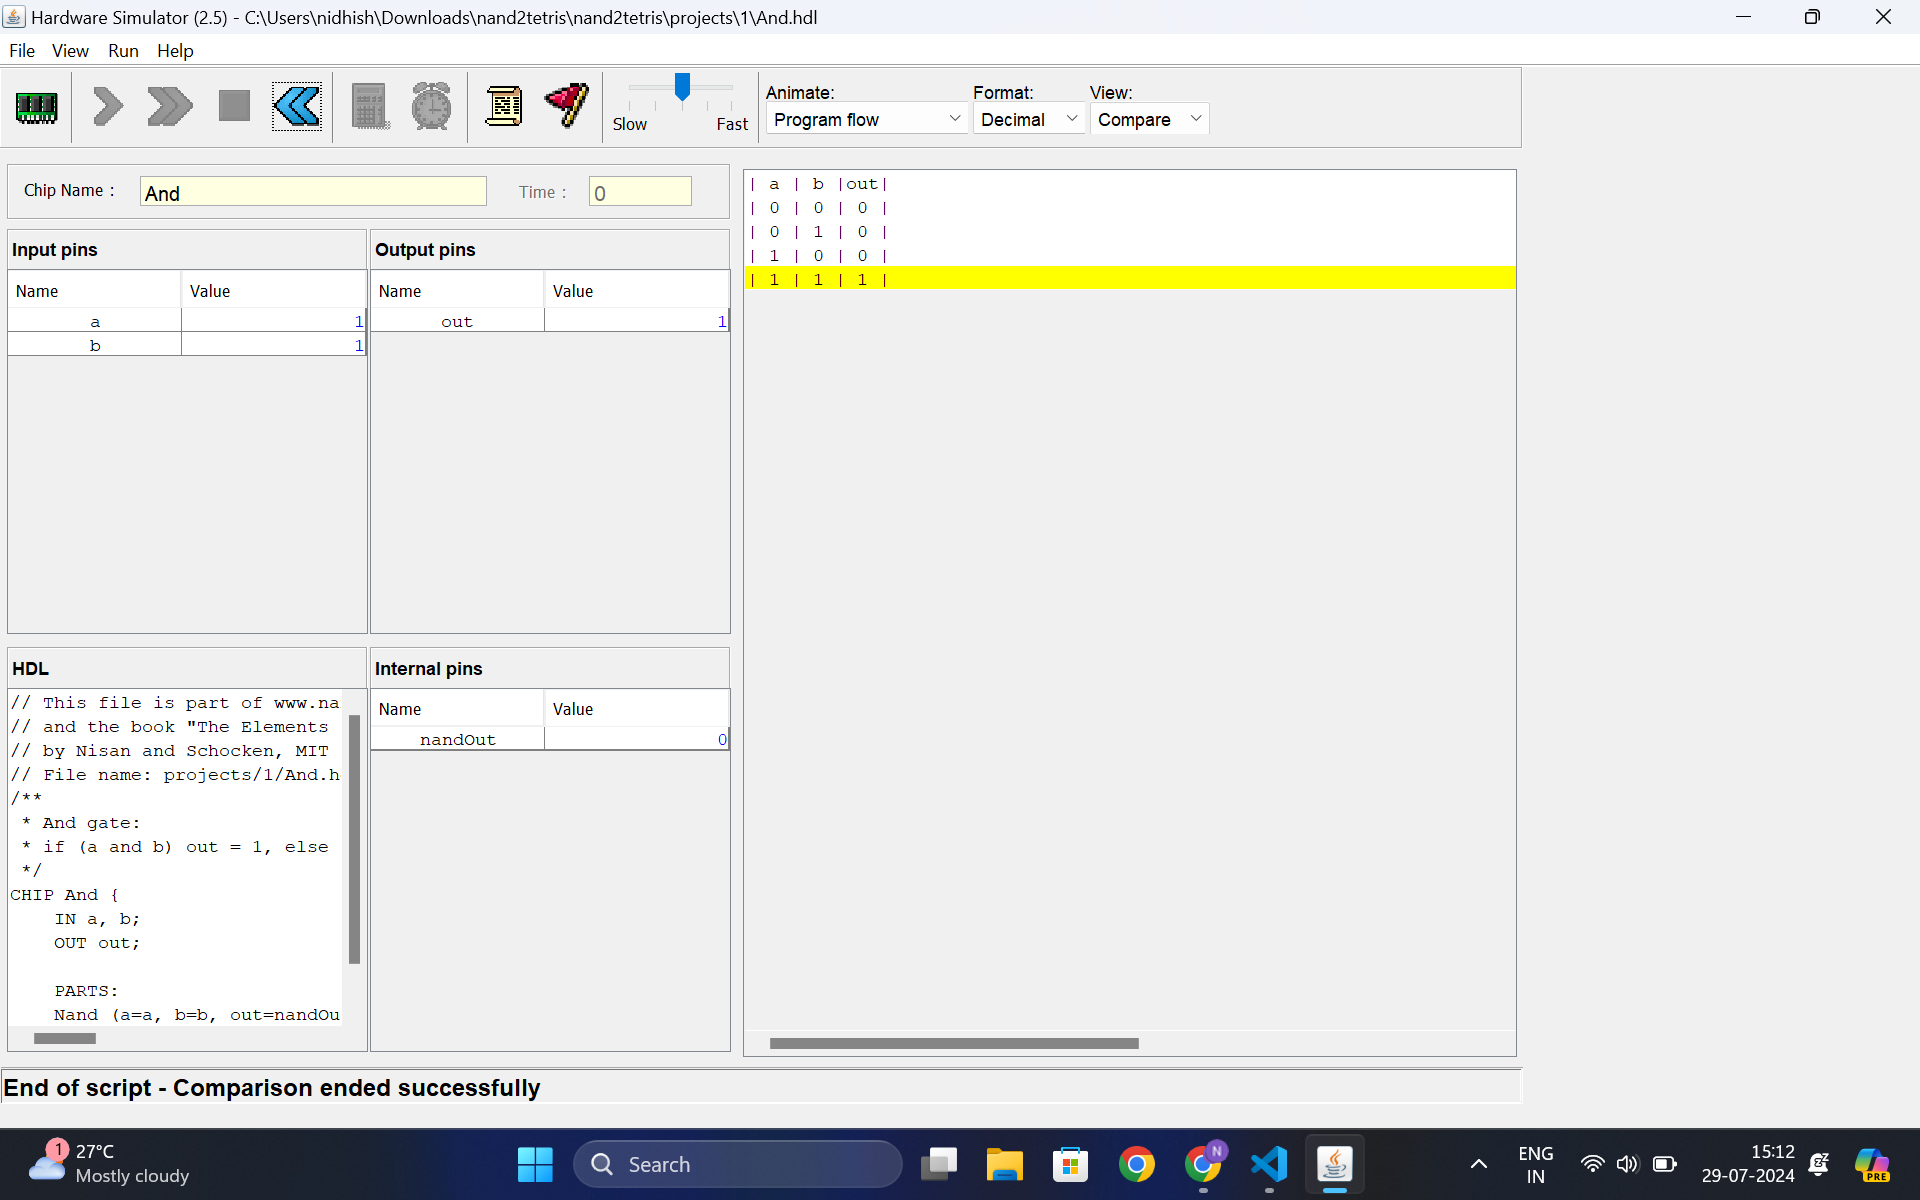 Hardware Simulator (2.5) - C:\Users\nidhish\Downloads\nand2tetris\nand2tetris\projects\1\And.hdl
File View Run Help
Slow Fast
Animate: Format: View:
Program flow Decimal Compare
Chip Name : And Time : 0
Input pins
Name Value
a 1
b 1
Output pins
Name Value
out 1
| a | b |out|
| 0 | 0 | 0 |
| 0 | 1 | 0 |
| 1 | 0 | 0 |
| 1 | 1 | 1 |
HDL
// This file is part of www.na
// and the book "The Elements
// by Nisan and Schocken, MIT
// File name: projects/1/And.h
/**
* And gate:
* if (a and b) out = 1, else
*/
CHIP And {
IN a, b;
OUT out;
PARTS:
Nand (a=a, b=b, out=nandOu
Internal pins
Name Value
nandOut 0
End of script - Comparison ended successfully
1
27°C
Mostly cloudy
Search
N
ENG
IN
15:12
29-07-2024
PRE